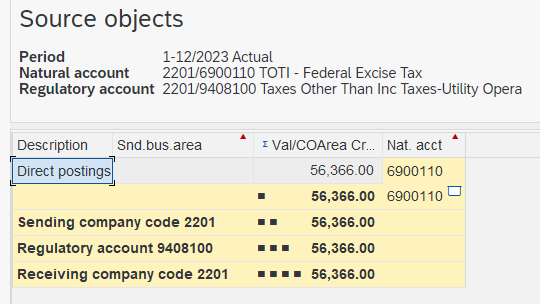 Source objects
Period 1-12/2023 Actual
Natural account 2201/6900110 TOTI - Federal Excise Tax
Regulatory account 2201/9408100 Taxes Other Than Inc Taxes-Utility Opera
Description Snd.bus.area Σ Val/COArea Cr... Nat. acct
Direct postings 56,366.00 6900110
▪ 56,366.00 6900110
Sending company code 2201 ▪▪ 56,366.00
Regulatory account 9408100 ▪▪▪ 56,366.00
Receiving company code 2201 ▪▪▪▪ 56,366.00